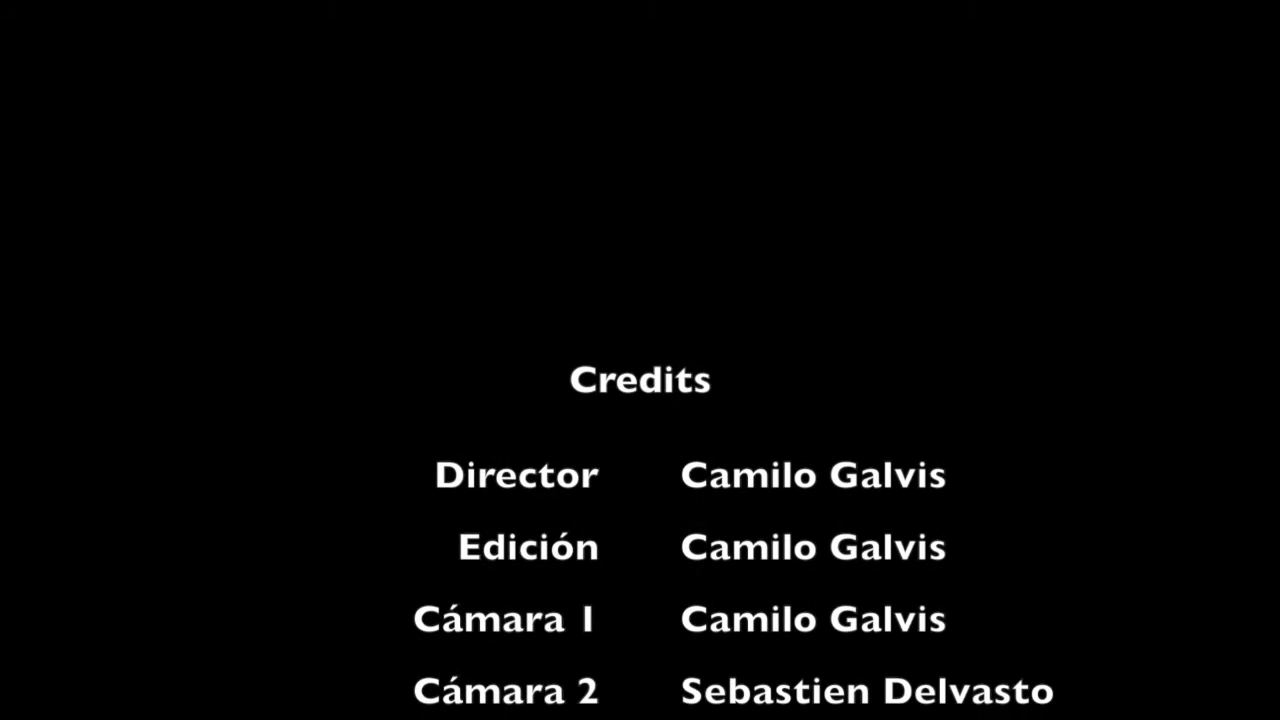 Credits
Director Camilo Galvis
Edición Camilo Galvis
Cámara 1 Camilo Galvis
Cámara 2 Sebastien Delvasto